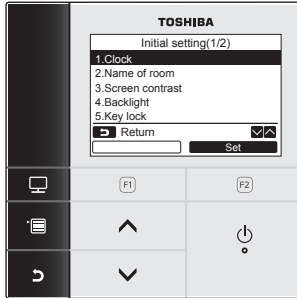 TOSHIBA
Initial setting(1/2)
1.Clock
2.Name of room
3.Screen contrast
4.Backlight
5.Key lock
Return
Set
F1
F2